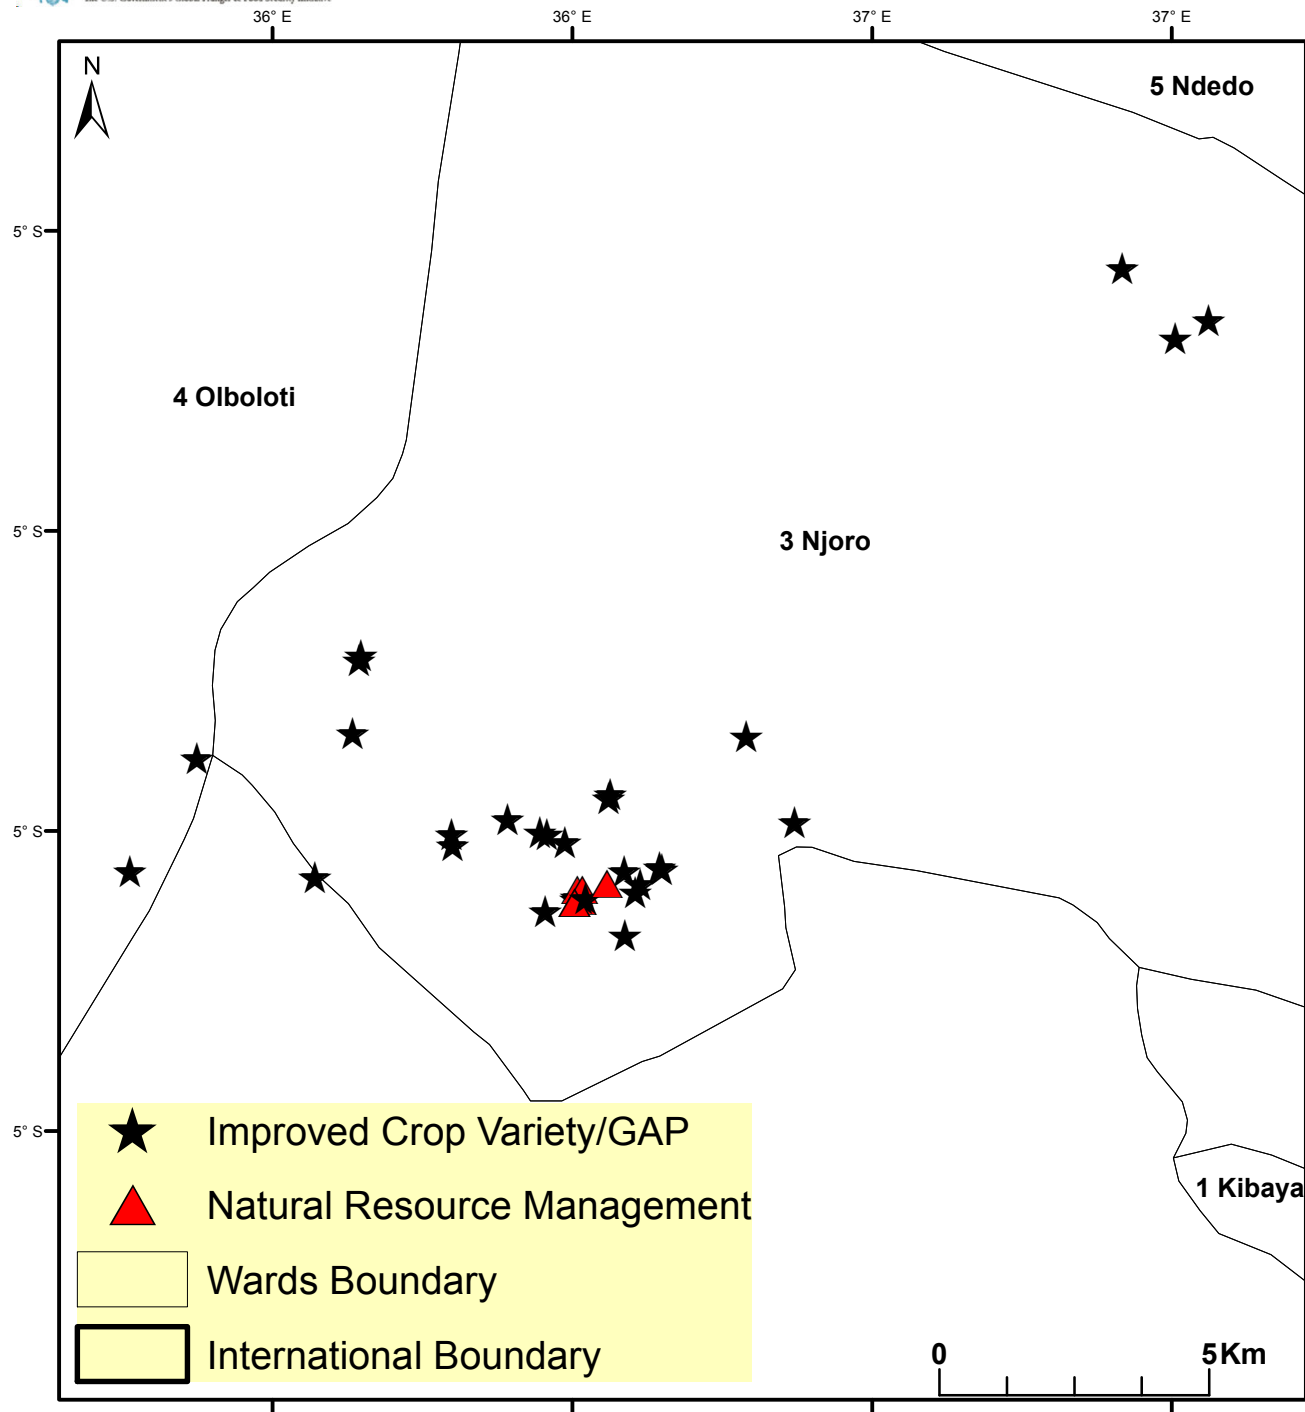 36° E 36° E 37° E 37° E
N
5 Ndedo
5° S
4 Olboloti
5° S
3 Njoro
5° S
5° S
Improved Crop Variety/GAP
Natural Resource Management
1 Kibaya
Wards Boundary
International Boundary
0 5Km